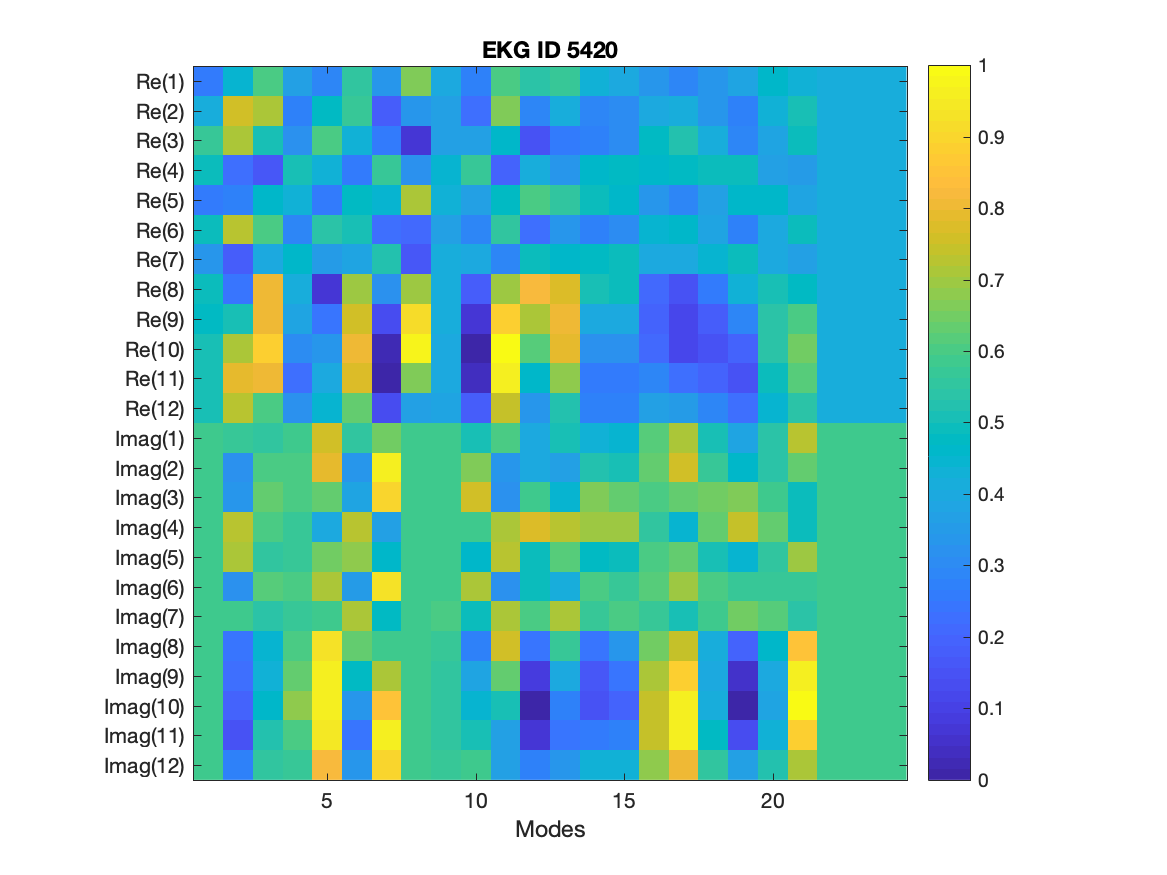 EKG ID 5420
Re(1)
Re(2)
Re(3)
Re(4)
Re(5)
Re(6)
Re(7)
Re(8)
Re(9)
Re(10)
Re(11)
Re(12)
Imag(1)
Imag(2)
Imag(3)
Imag(4)
Imag(5)
Imag(6)
Imag(7)
Imag(8)
Imag(9)
Imag(10)
Imag(11)
Imag(12)
5 10 15 20
Modes
1
0.9
0.8
0.7
0.6
0.5
0.4
0.3
0.2
0.1
0